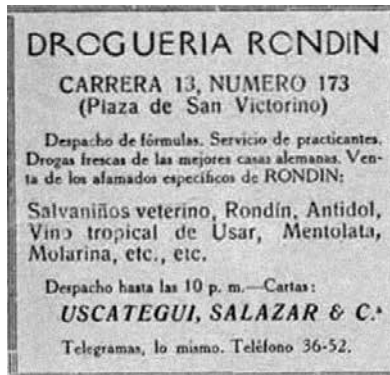 DROGUERIA RONDIN
CARRERA 13, NUMERO 173
(Plaza de San Victorino)
Despacho de fórmulas. Servicio de practicantes.
Drogas frescas de las mejores casas alemanas. Ven-
ta de los afamados específicos de RONDIN:
Salvaniños veterino, Rondín, Antidol,
Vino tropical de Usar, Mentolata,
Molarina, etc., etc.
Despacho hasta las 10 p. m.—Cartas:
USCATEGUI, SALAZAR & C.ª
Telegramas, lo mismo. Teléfono 36-52.